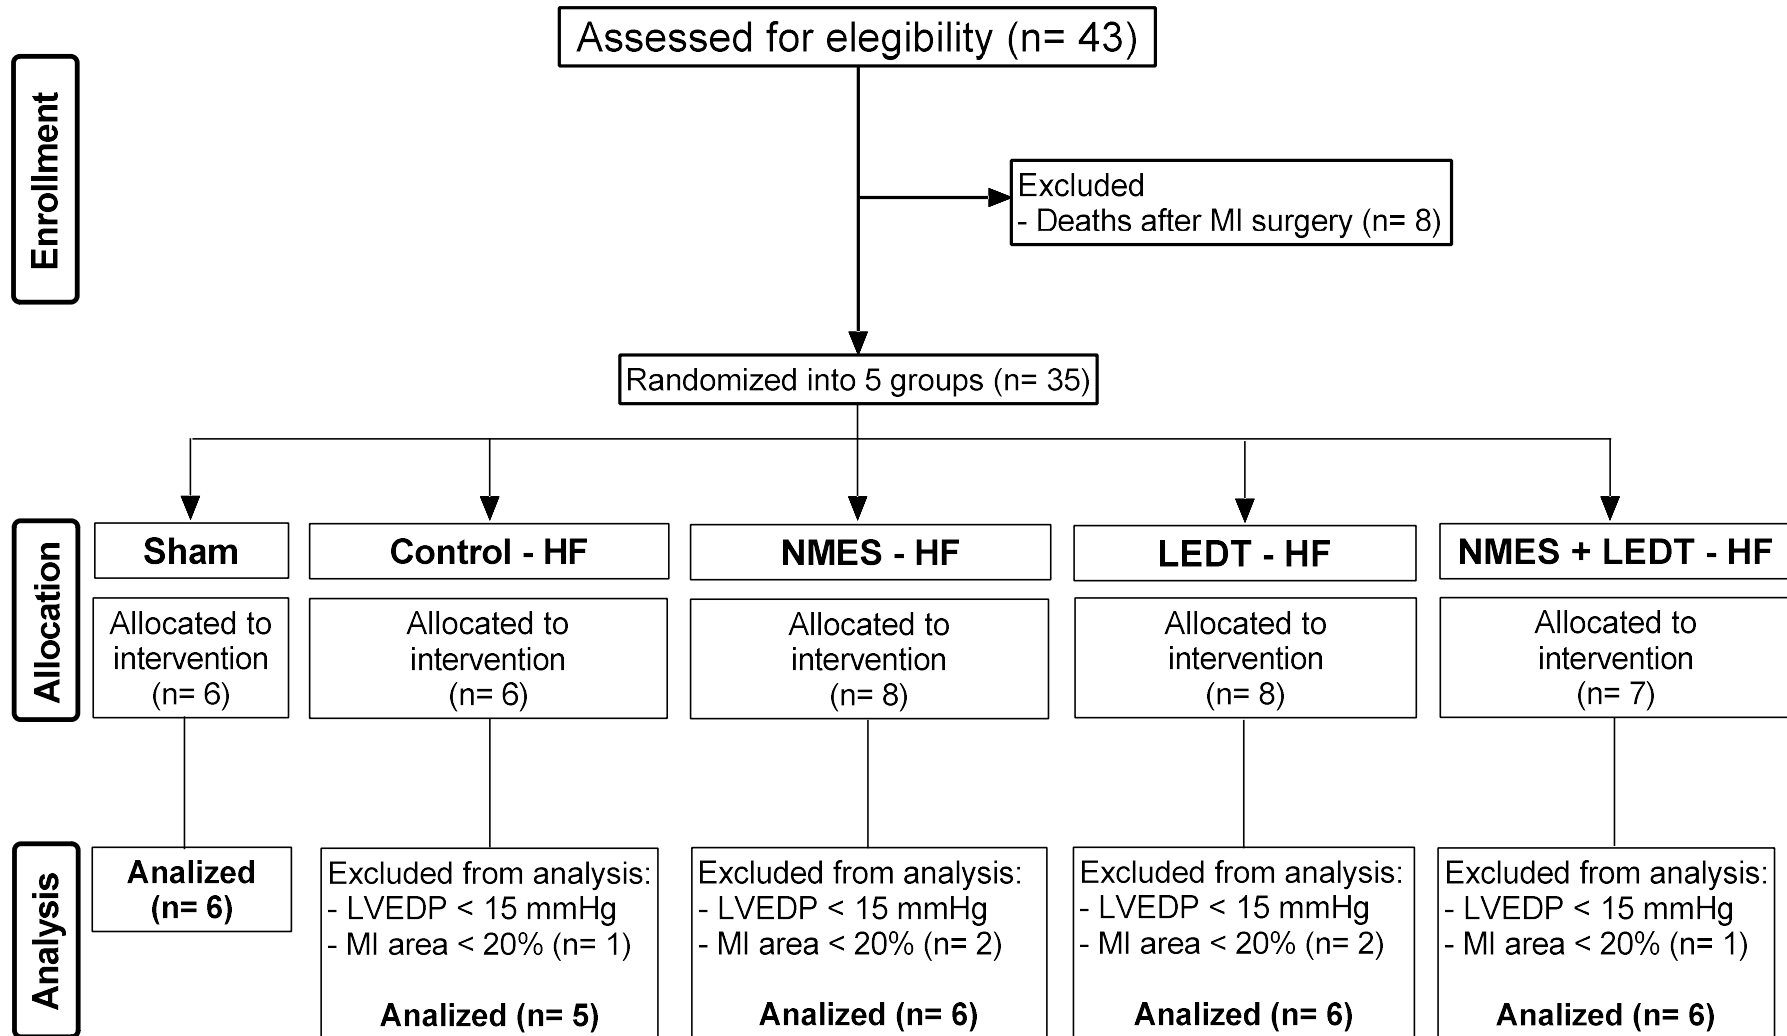 Assessed for elegibility (n= 43)
Enrollment
Excluded
- Deaths after MI surgery (n= 8)
Randomized into 5 groups (n= 35)
Allocation
Sham
Allocated to
intervention
(n= 6)
Control - HF
Allocated to
intervention
(n= 6)
NMES - HF
Allocated to
intervention
(n= 8)
LEDT - HF
Allocated to
intervention
(n= 8)
NMES + LEDT - HF
Allocated to
intervention
(n= 7)
Analysis
Analized
(n= 6)
Excluded from analysis:
- LVEDP < 15 mmHg
- MI area < 20% (n= 1)
Analized (n= 5)
Excluded from analysis:
- LVEDP < 15 mmHg
- MI area < 20% (n= 2)
Analized (n= 6)
Excluded from analysis:
- LVEDP < 15 mmHg
- MI area < 20% (n= 2)
Analized (n= 6)
Excluded from analysis:
- LVEDP < 15 mmHg
- MI area < 20% (n= 1)
Analized (n= 6)